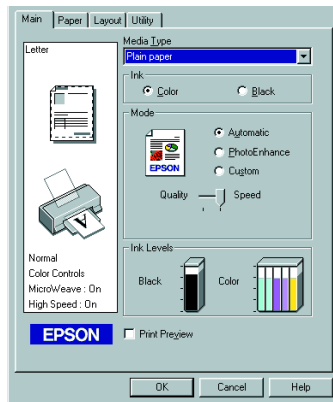 Main Paper Layout Utility
Letter
Media Type
Plain paper
Ink
Color Black
Mode
Automatic
PhotoEnhance
Custom
EPSON
Quality Speed
Normal
Color Controls
MicroWeave : On
High Speed : On
Ink Levels
Black Color
EPSON
Print Preview
OK Cancel Help